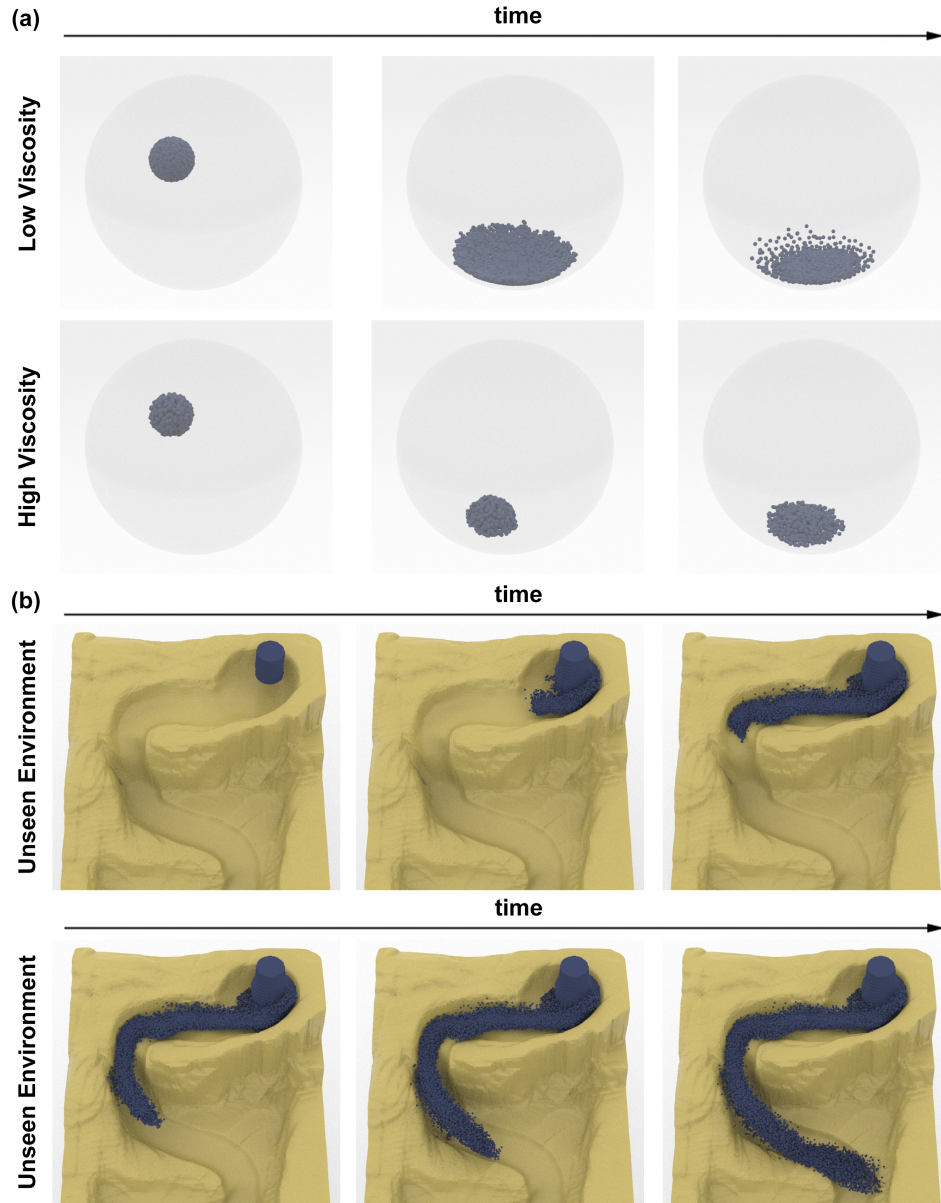 (a)
time
Low Viscosity
High Viscosity
(b)
time
Unseen Environment
time
Unseen Environment